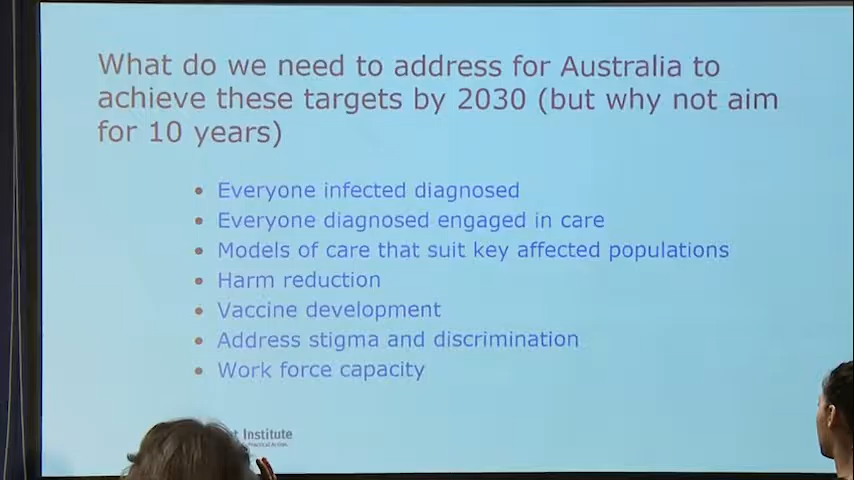 What do we need to address for Australia to
achieve these targets by 2030 (but why not aim
for 10 years)
• Everyone infected diagnosed
• Everyone diagnosed engaged in care
• Models of care that suit key affected populations
• Harm reduction
• Vaccine development
• Address stigma and discrimination
• Work force capacity
Institute